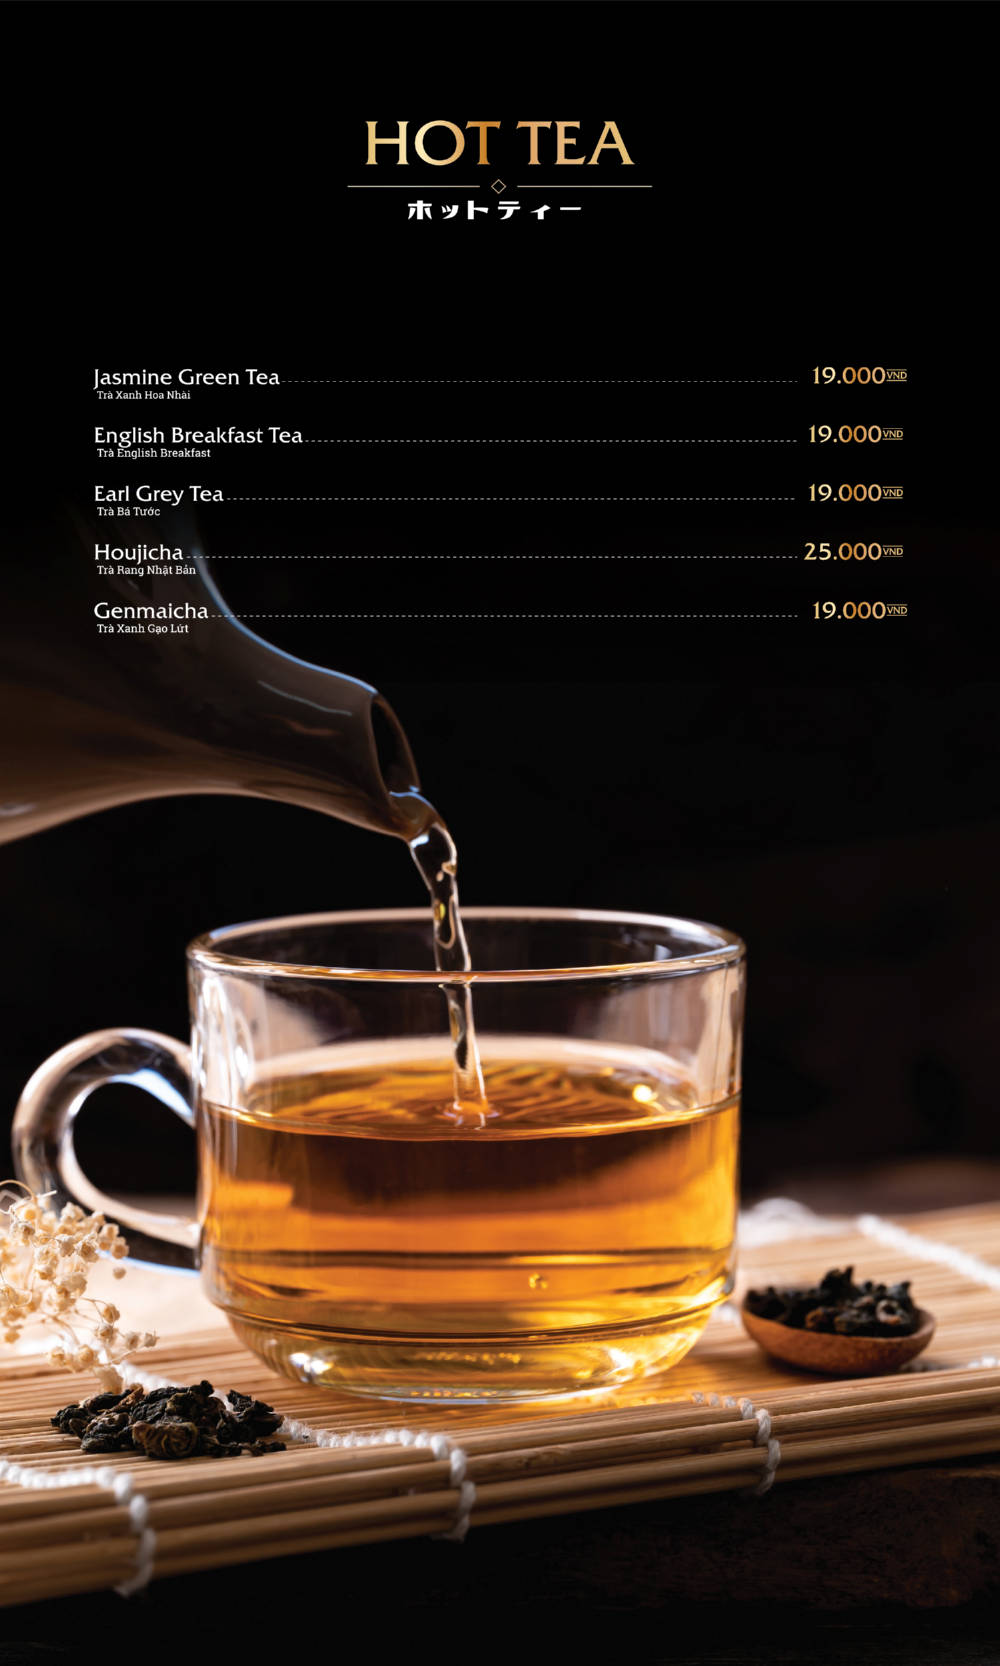 HOT TEA
ホットティー
Jasmine Green Tea 19.000VND
Trà Xanh Hoa Nhài
English Breakfast Tea 19.000VND
Trà English Breakfast
Earl Grey Tea 19.000VND
Trà Bá Tước
Houjicha 25.000VND
Trà Rang Nhật Bản
Genmaicha 19.000VND
Trà Xanh Gạo Lứt